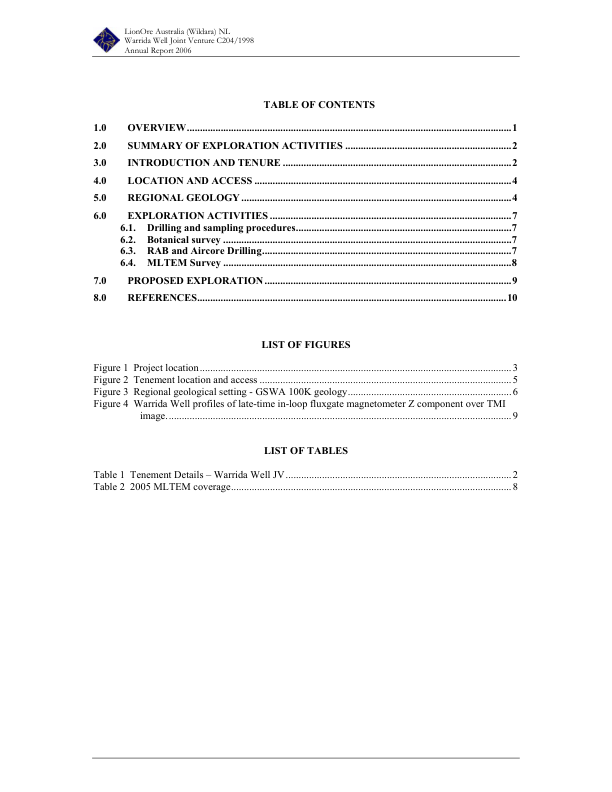 LionOre Australia (Wildara) NL
Warrida Well Joint Venture C204/1998
Annual Report 2006
TABLE OF CONTENTS
1.0 OVERVIEW....................1
2.0 SUMMARY OF EXPLORATION ACTIVITIES ....................2
3.0 INTRODUCTION AND TENURE ....................2
4.0 LOCATION AND ACCESS ....................4
5.0 REGIONAL GEOLOGY ....................4
6.0 EXPLORATION ACTIVITIES ....................7
6.1. Drilling and sampling procedures....................7
6.2. Botanical survey ....................7
6.3. RAB and Aircore Drilling....................7
6.4. MLTEM Survey ....................8
7.0 PROPOSED EXPLORATION ....................9
8.0 REFERENCES....................10
LIST OF FIGURES
Figure 1 Project location....................3
Figure 2 Tenement location and access ....................5
Figure 3 Regional geological setting - GSWA 100K geology....................6
Figure 4 Warrida Well profiles of late-time in-loop fluxgate magnetometer Z component over TMI
image.....................9
LIST OF TABLES
Table 1 Tenement Details – Warrida Well JV....................2
Table 2 2005 MLTEM coverage....................8